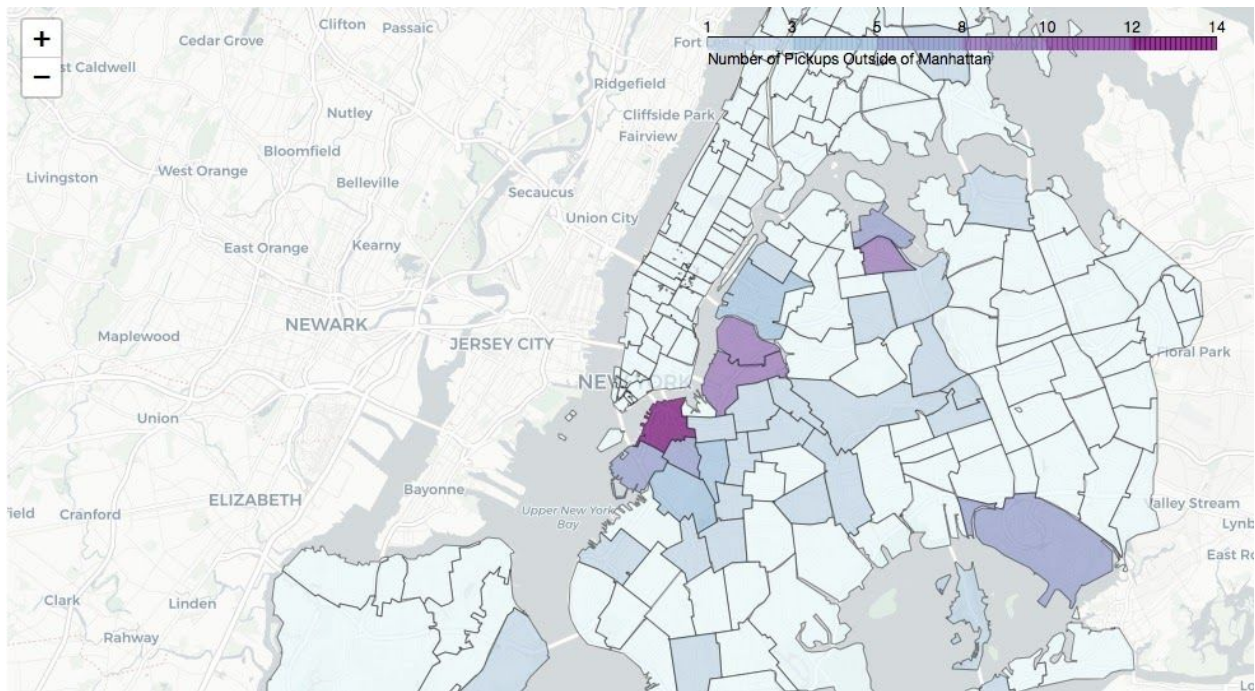 +
−
1 3 5 8 10 12 14
Number of Pickups Outside of Manhattan
Clifton
Passaic
Cedar Grove
st Caldwell
Ridgefield
Nutley
Cliffside Park
Fairview
Bloomfield
West Orange
Livingston
Belleville
Secaucus
Union City
East Orange
Kearny
NEWARK
Maplewood
JERSEY CITY
Floral Park
NEW YORK
Union
ELIZABETH
Bayonne
Valley Stream
field
Cranford
Upper New York
Bay
Lynb
East Ro
Clark
Linden
Rahway
Lo